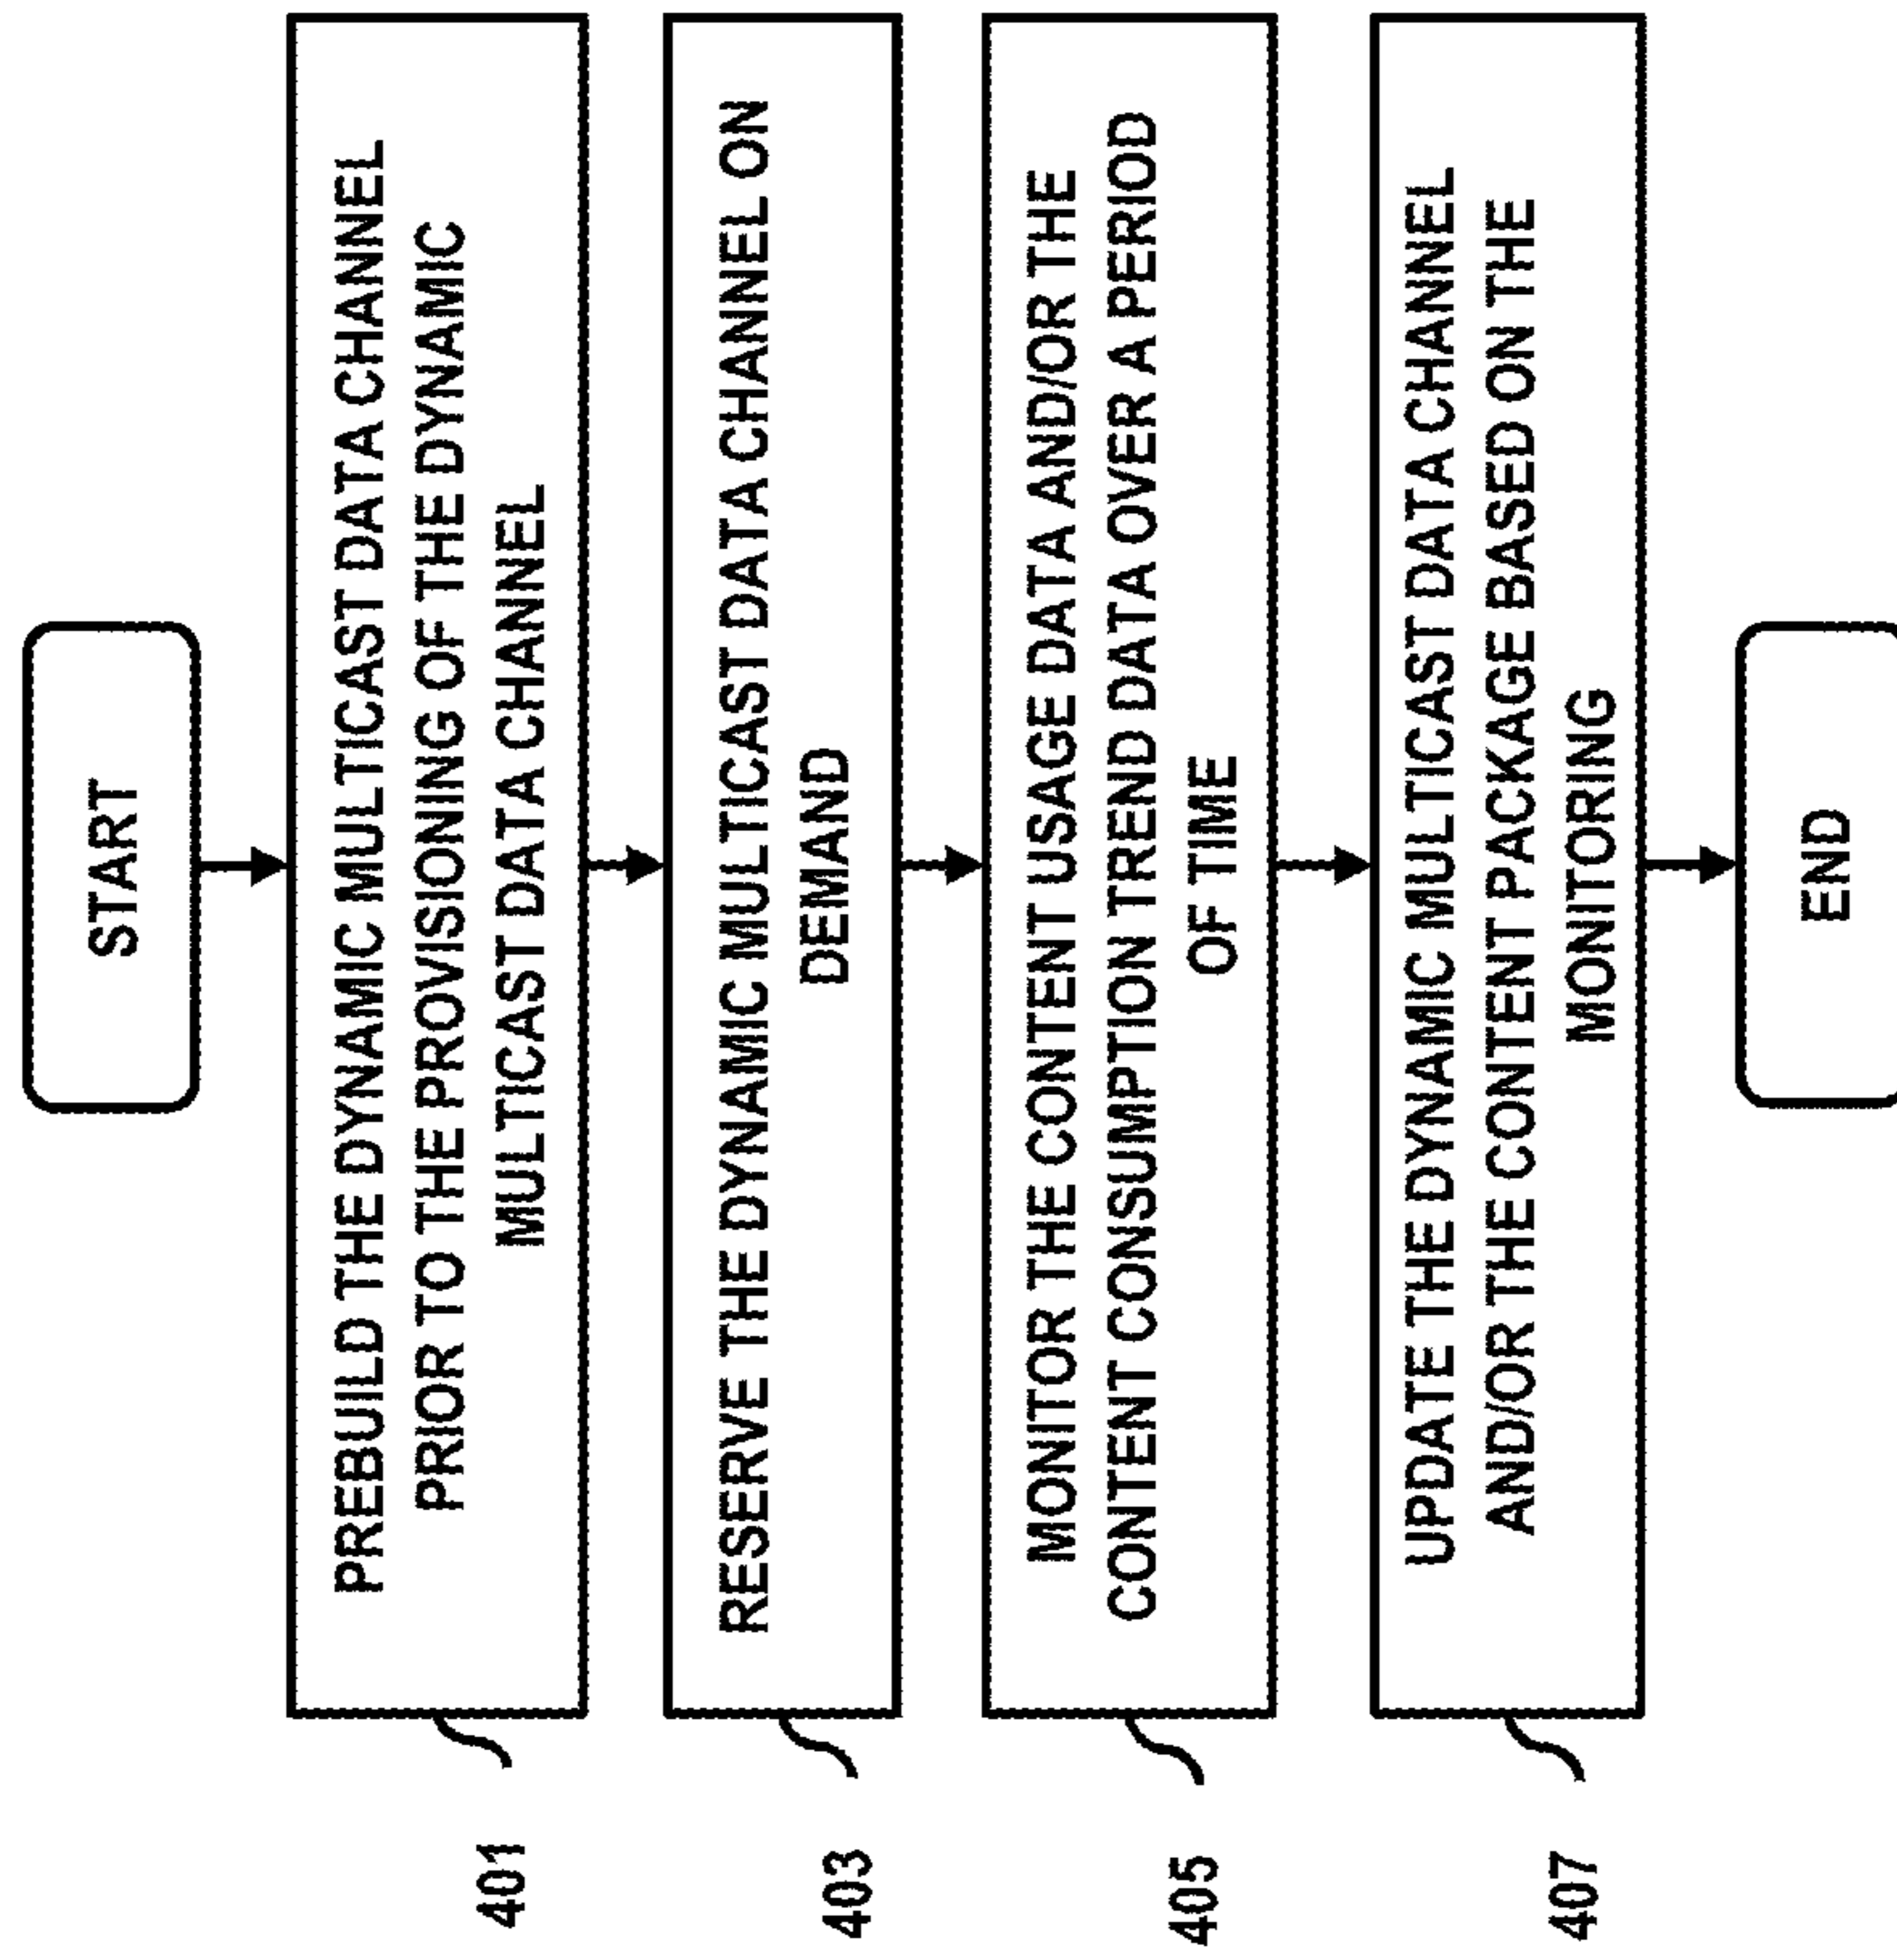 START
401
PREBUILD THE DYNAMIC MULTICAST DATA CHANNEL
PRIOR TO THE PROVISIONING OF THE DYNAMIC
MULTICAST DATA CHANNEL
403
RESERVE THE DYNAMIC MULTICAST DATA CHANNEL ON
DEMAND
405
MONITOR THE CONTENT USAGE DATA AND/OR THE
CONTENT CONSUMPTION TREND DATA OVER A PERIOD
OF TIME
407
UPDATE THE DYNAMIC MULTICAST DATA CHANNEL
AND/OR THE CONTENT PACKAGE BASED ON THE
MONITORING
END